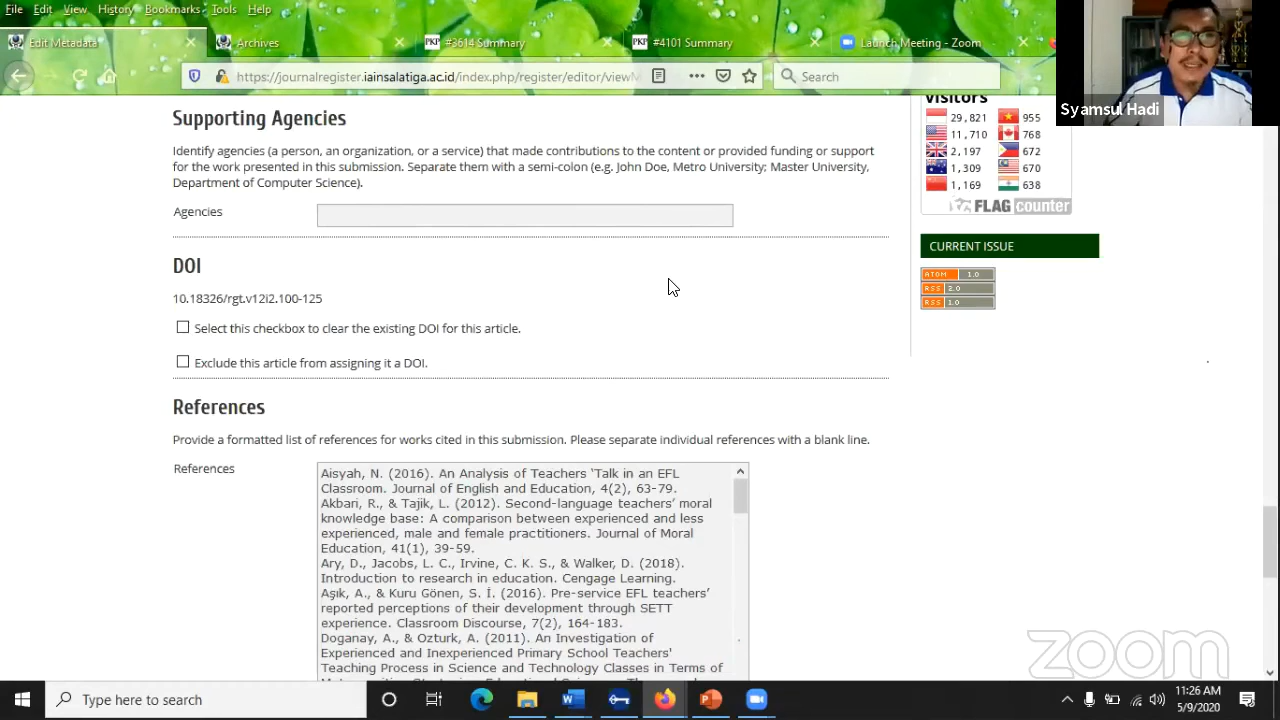 File Edit View History Bookmarks Tools Help
Edit Metadata
Archives
PKP #3614 Summary
PKP #4101 Summary
Launch Meeting - Zoom
https://journalregister.iainsalatiga.ac.id/index.php/register/editor/viewM
Search
Syamsul Hadi
Supporting Agencies
Identify agencies (a person, an organization, or a service) that made contributions to the content or provided funding or support
for the work presented in this submission. Separate them with a semi-colon (e.g. John Doe, Metro University; Master University,
Department of Computer Science).
Agencies
DOI
10.18326/rgt.v12i2.100-125
Select this checkbox to clear the existing DOI for this article.
Exclude this article from assigning it a DOI.
References
Provide a formatted list of references for works cited in this submission. Please separate individual references with a blank line.
References
Aisyah, N. (2016). An Analysis of Teachers ‘Talk in an EFL
Classroom. Journal of English and Education, 4(2), 63-79.
Akbari, R., & Tajik, L. (2012). Second-language teachers’ moral
knowledge base: A comparison between experienced and less
experienced, male and female practitioners. Journal of Moral
Education, 41(1), 39-59.
Ary, D., Jacobs, L. C., Irvine, C. K. S., & Walker, D. (2018).
Introduction to research in education. Cengage Learning.
Aşık, A., & Kuru Gönen, S. İ. (2016). Pre-service EFL teachers’
reported perceptions of their development through SETT
experience. Classroom Discourse, 7(2), 164-183.
Doganay, A., & Ozturk, A. (2011). An Investigation of
Experienced and Inexperienced Primary School Teachers'
Teaching Process in Science and Technology Classes in Terms of
Visitors
29,821 955
11,710 768
2,197 672
1,309 670
1,169 638
FLAG counter
CURRENT ISSUE
ATOM 1.0
RSS 2.0
RSS 1.0
zoom
Type here to search
11:26 AM
5/9/2020